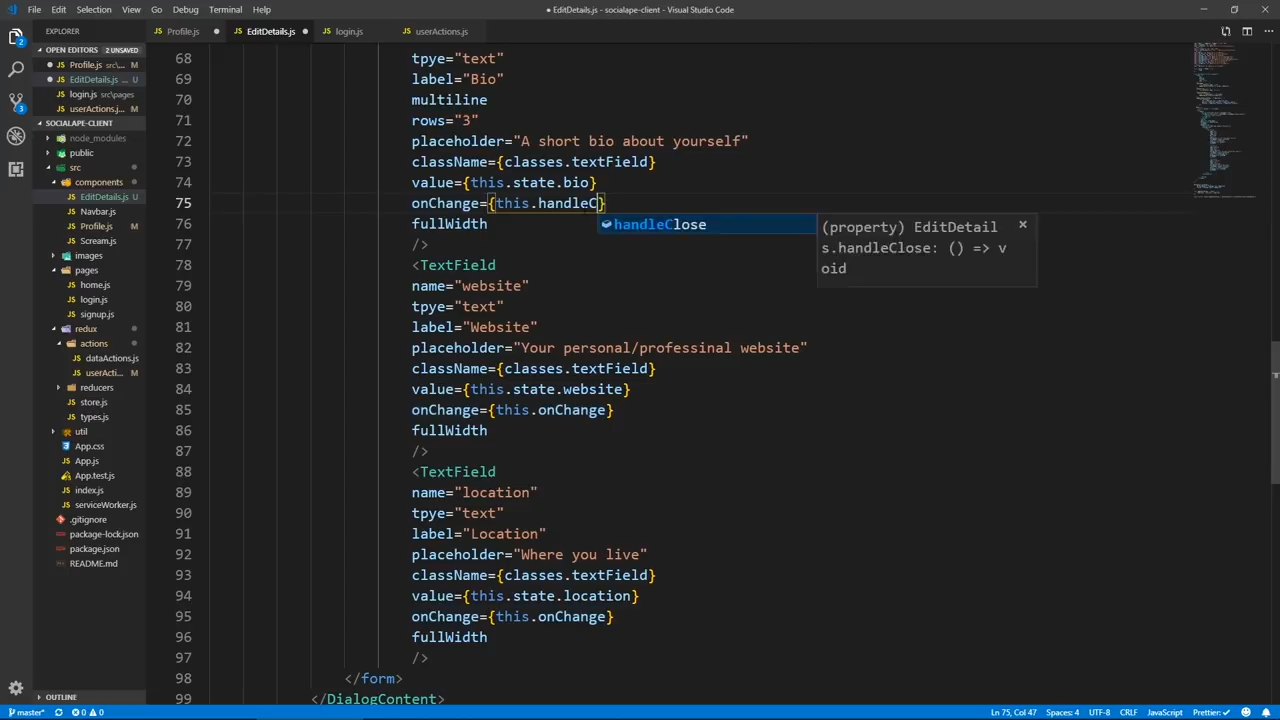 File Edit Selection View Go Debug Terminal Help
● EditDetails.js - socialape-client - Visual Studio Code
EXPLORER
Profile.js ●
EditDetails.js ●
login.js
userActions.js
OPEN EDITORS 2 UNSAVED
Profile.js src\... M
EditDetails.js ... U
login.js src\pages
userActions.j... M
SOCIALAPE-CLIENT
node_modules
public
src
components
EditDetails.js U
Navbar.js
Profile.js M
Scream.js
images
pages
home.js
login.js
signup.js
redux
actions
dataActions.js
userActi... M
reducers
store.js
types.js
util
App.css
App.js
App.test.js
index.js
serviceWorker.js
.gitignore
package-lock.json
package.json
README.md
OUTLINE
68 tpye="text"
69 label="Bio"
70 multiline
71 rows="3"
72 placeholder="A short bio about yourself"
73 className={classes.textField}
74 value={this.state.bio}
75 onChange={this.handleC}
76 fullWidth
77 />
78 <TextField
79 name="website"
80 tpye="text"
81 label="Website"
82 placeholder="Your personal/professinal website"
83 className={classes.textField}
84 value={this.state.website}
85 onChange={this.onChange}
86 fullWidth
87 />
88 <TextField
89 name="location"
90 tpye="text"
91 label="Location"
92 placeholder="Where you live"
93 className={classes.textField}
94 value={this.state.location}
95 onChange={this.onChange}
96 fullWidth
97 />
98 </form>
99 </DialogContent>
handleClose
(property) EditDetail
s.handleClose: () => v
oid
master* 0 0
Ln 75, Col 47 Spaces: 4 UTF-8 CRLF JavaScript Prettier: ✓